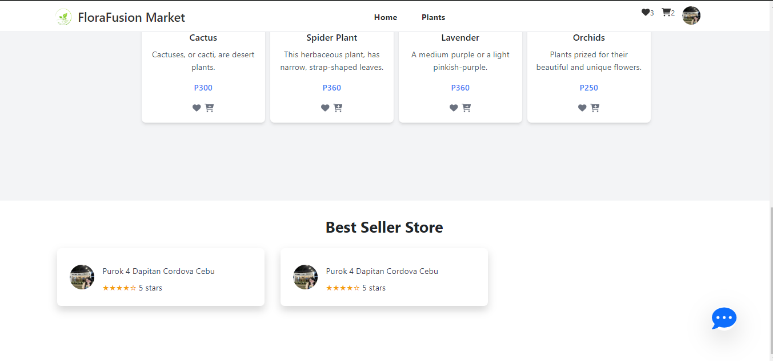 FloraFusion Market
Home
Plants
3
2
Cactus
Cactuses, or cacti, are desert
plants.
P300
Spider Plant
This herbaceous plant, has
narrow, strap-shaped leaves.
P360
Lavender
A medium purple or a light
pinkish-purple.
P360
Orchids
Plants prized for their
beautiful and unique flowers.
P250
Best Seller Store
Purok 4 Dapitan Cordova Cebu
★★★★☆ 5 stars
Purok 4 Dapitan Cordova Cebu
★★★★☆ 5 stars